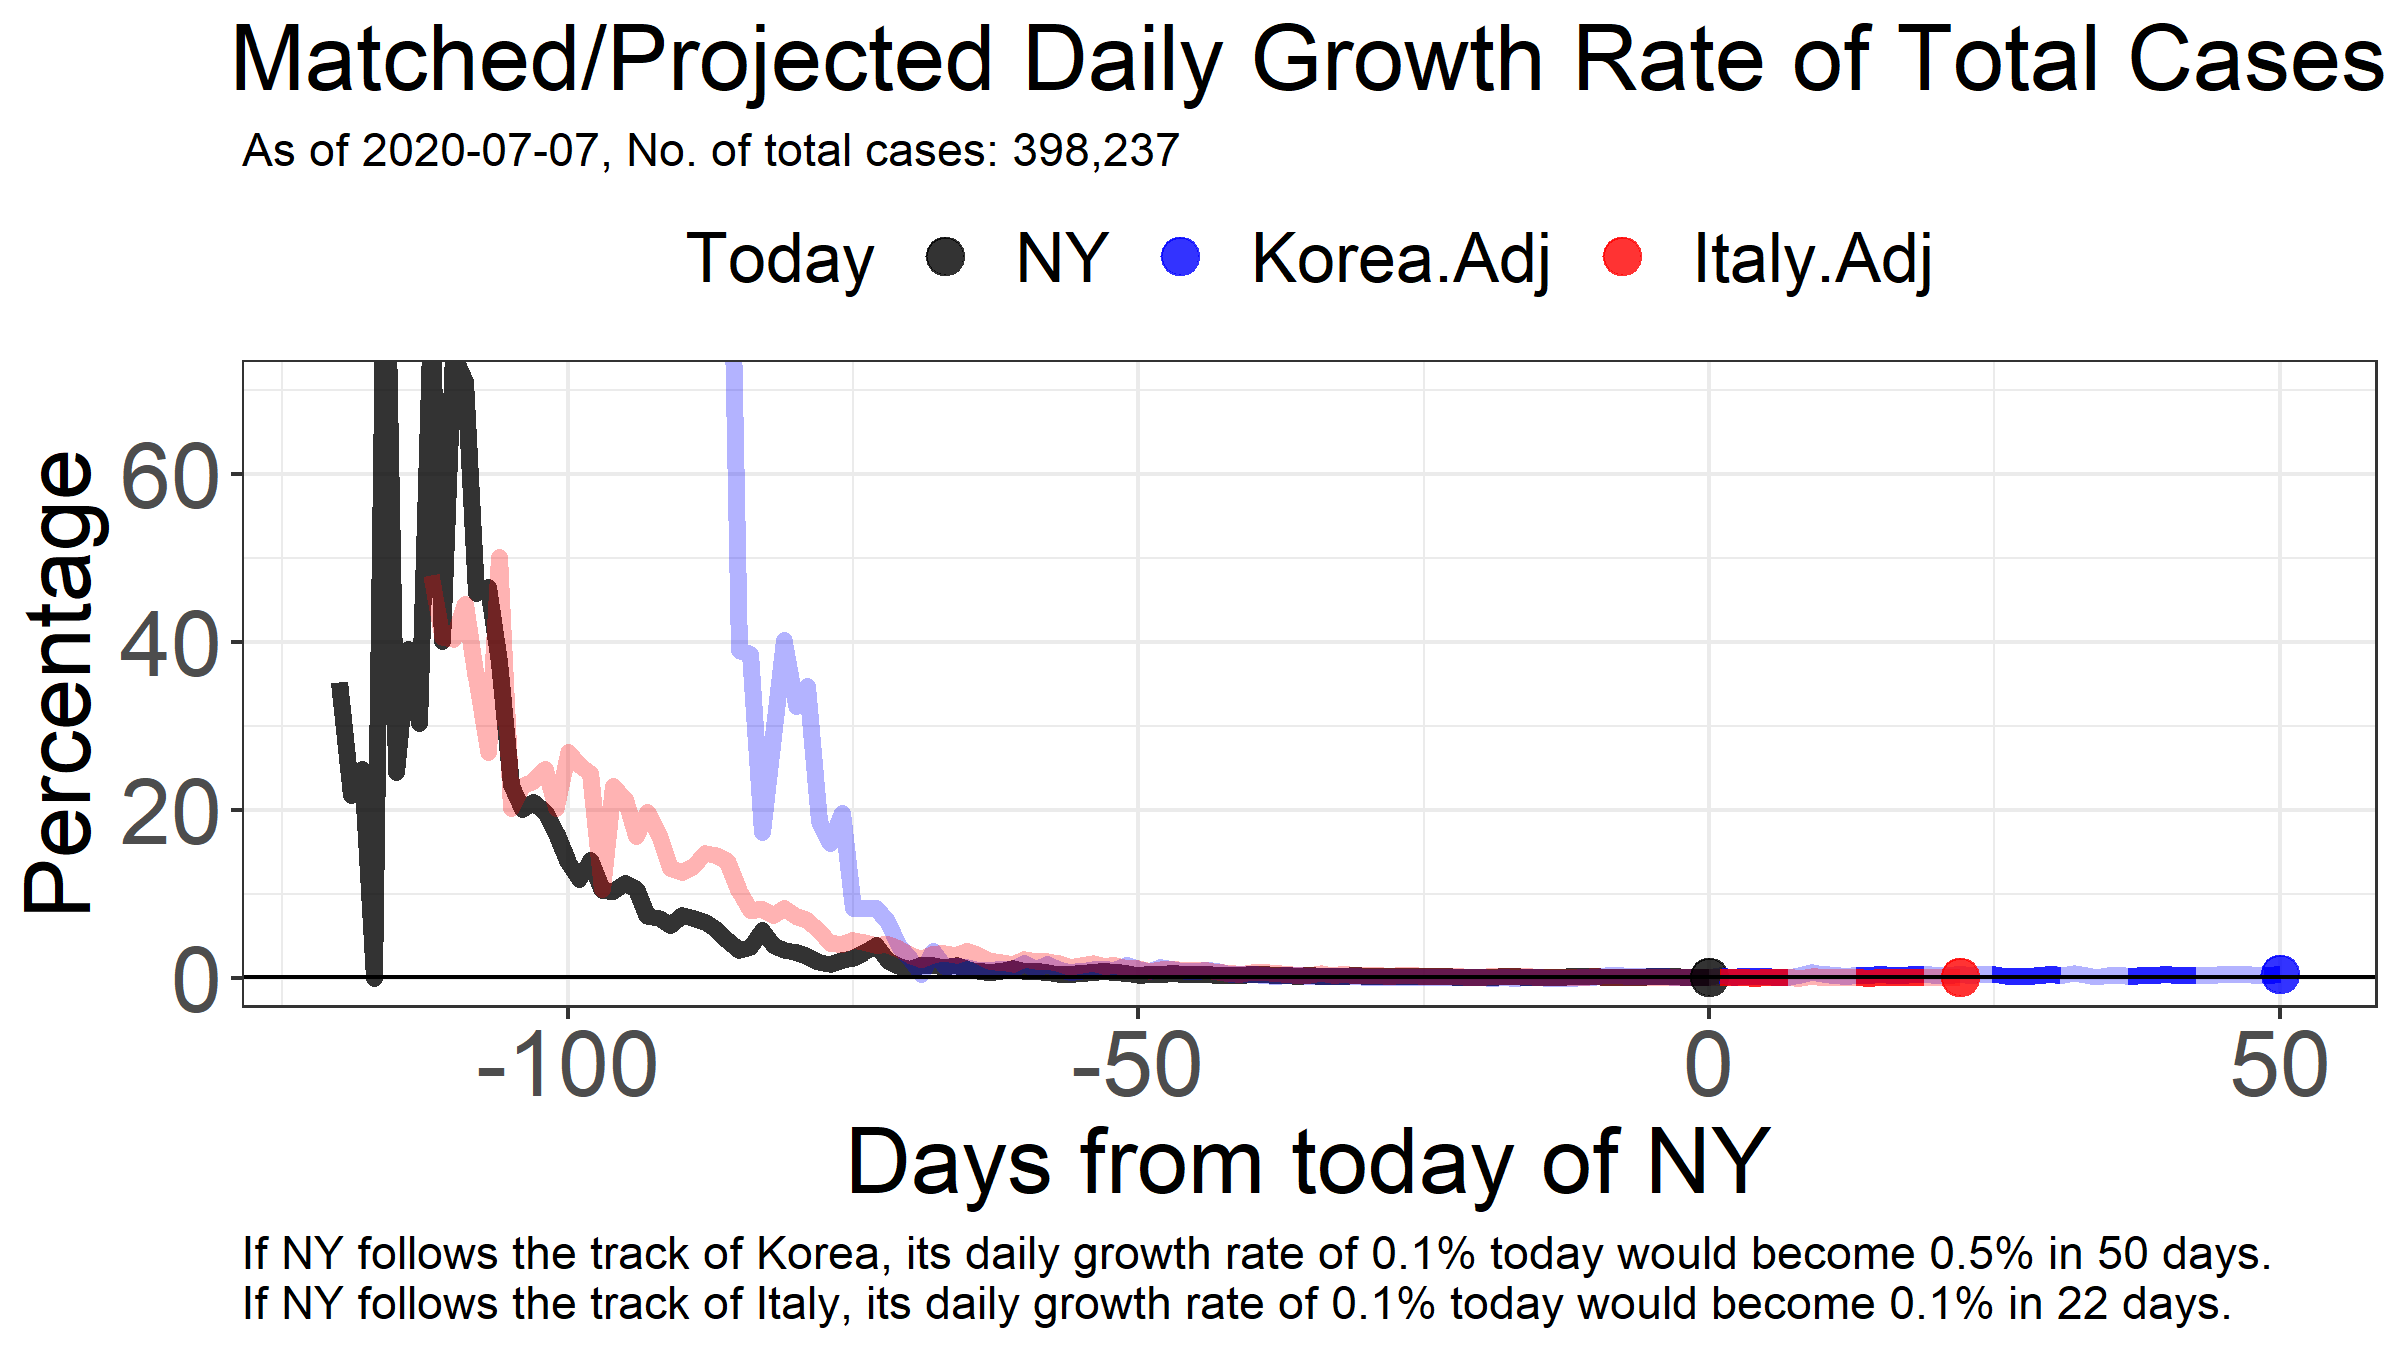 Matched/Projected Daily Growth Rate of Total Cases
As of 2020-07-07, No. of total cases: 398,237
Today NY Korea.Adj Italy.Adj
Percentage
60
40
20
0
-100 -50 0 50
Days from today of NY
If NY follows the track of Korea, its daily growth rate of 0.1% today would become 0.5% in 50 days.
If NY follows the track of Italy, its daily growth rate of 0.1% today would become 0.1% in 22 days.